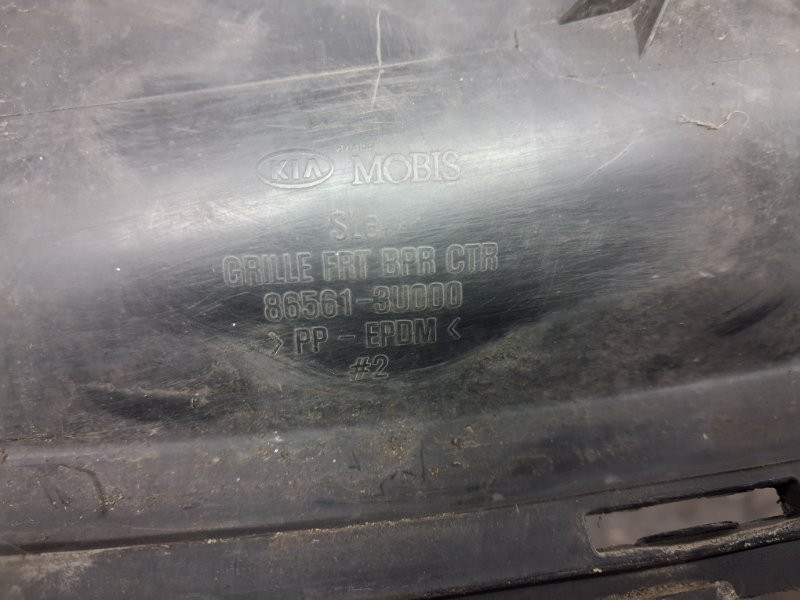 KIA MOBIS
GRILLE FRT BPR CTR
86561-3U000
> PP - EPDM <
#2